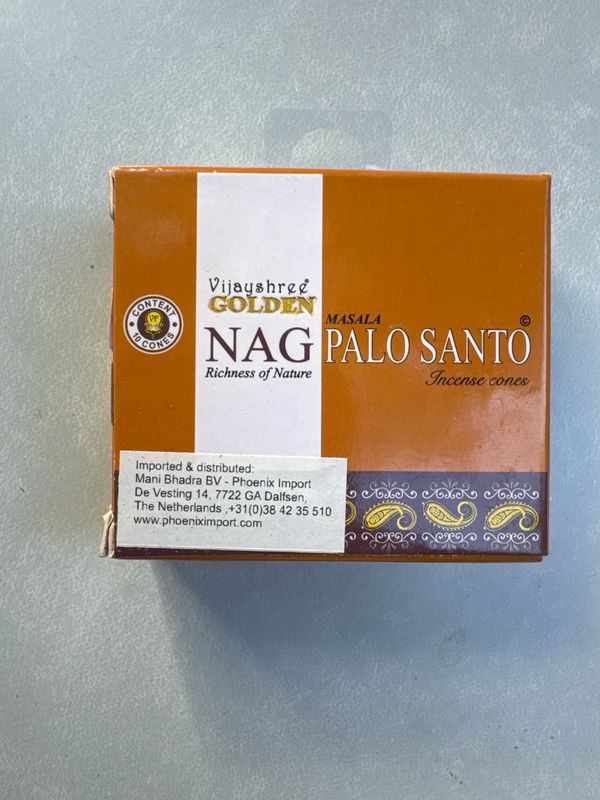 Vijayshree®
GOLDEN
NAG
Richness of Nature
MASALA
©
PALO SANTO
Incense cones
CONTENT
10 CONES
Imported & distributed:
Mani Bhadra BV - Phoenix Import
De Vesting 14, 7722 GA Dalfsen,
The Netherlands ,+31(0)38 42 35 510
www.phoeniximport.com